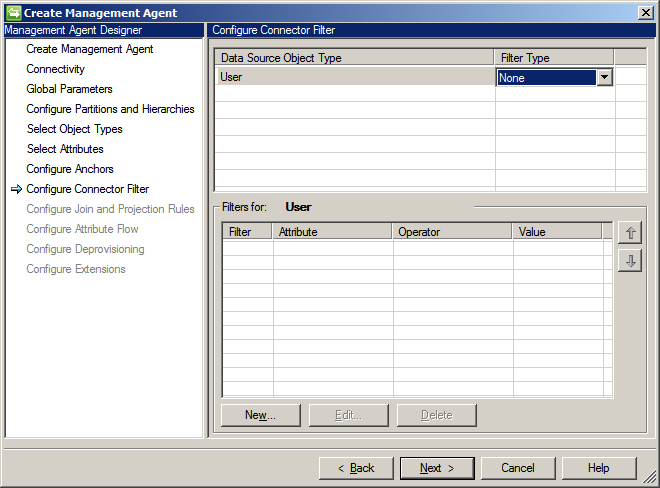 Create Management Agent
Management Agent Designer
Create Management Agent
Connectivity
Global Parameters
Configure Partitions and Hierarchies
Select Object Types
Select Attributes
Configure Anchors
Configure Connector Filter
Configure Join and Projection Rules
Configure Attribute Flow
Configure Deprovisioning
Configure Extensions
Configure Connector Filter
Data Source Object Type Filter Type
User None
Filters for: User
Filter Attribute Operator Value
New... Edit... Delete
< Back Next > Cancel Help